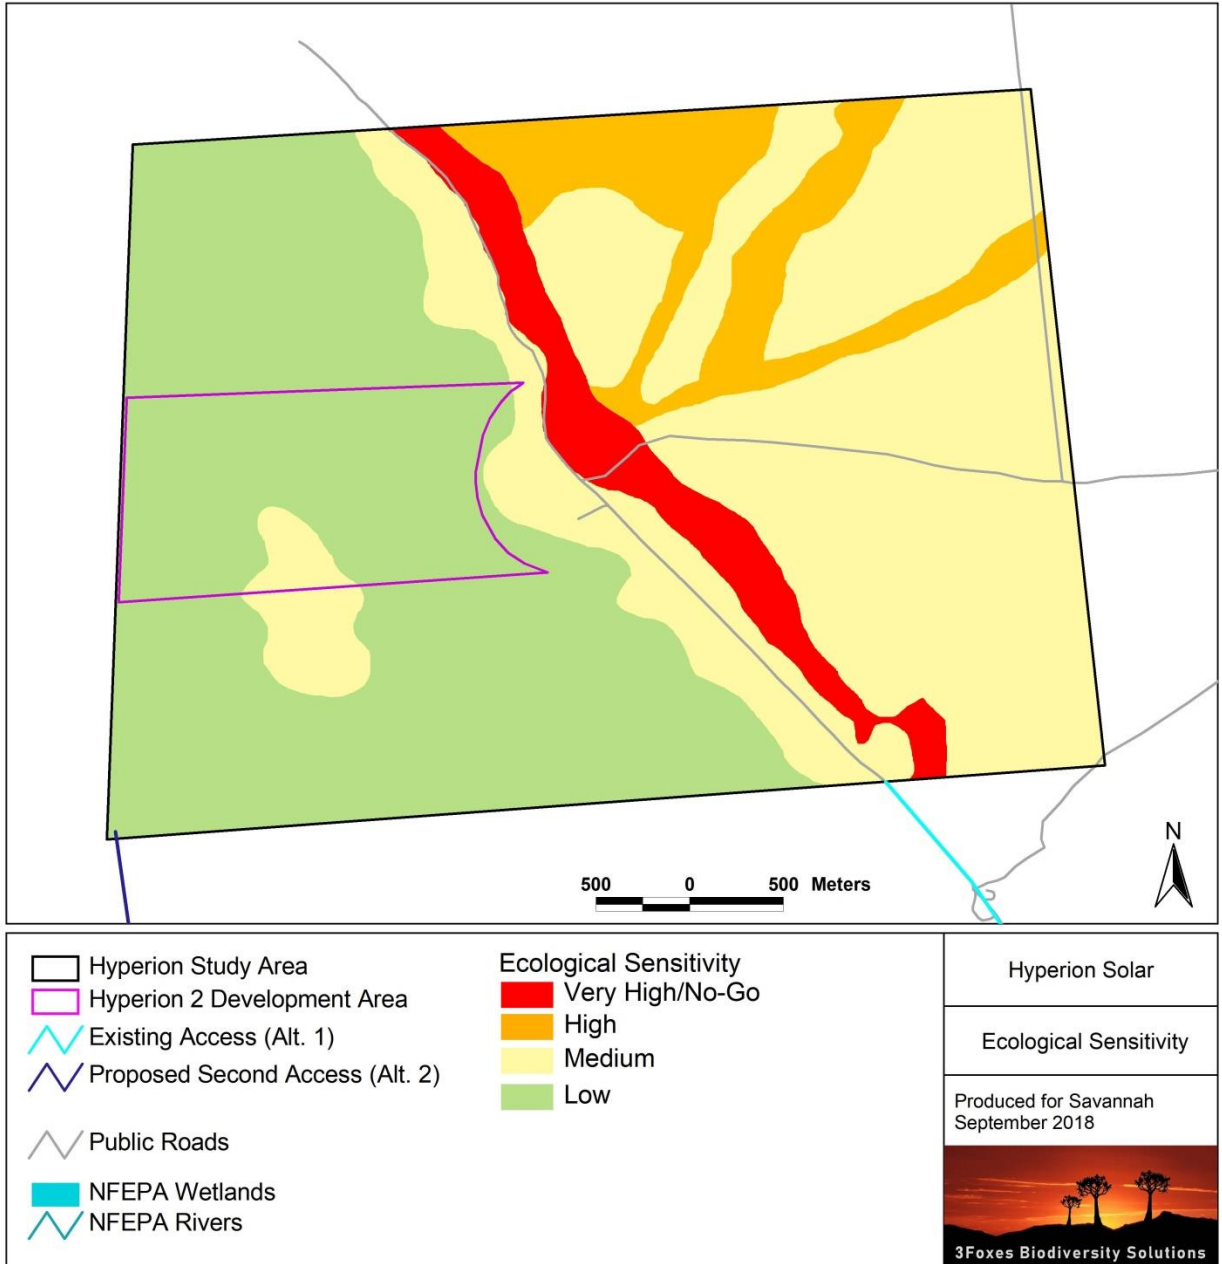 N
500 0 500 Meters
Hyperion Study Area
Hyperion 2 Development Area
Existing Access (Alt. 1)
Proposed Second Access (Alt. 2)
Public Roads
NFEPA Wetlands
NFEPA Rivers
Ecological Sensitivity
Very High/No-Go
High
Medium
Low
Hyperion Solar
Ecological Sensitivity
Produced for Savannah
September 2018
3Foxes Biodiversity Solutions